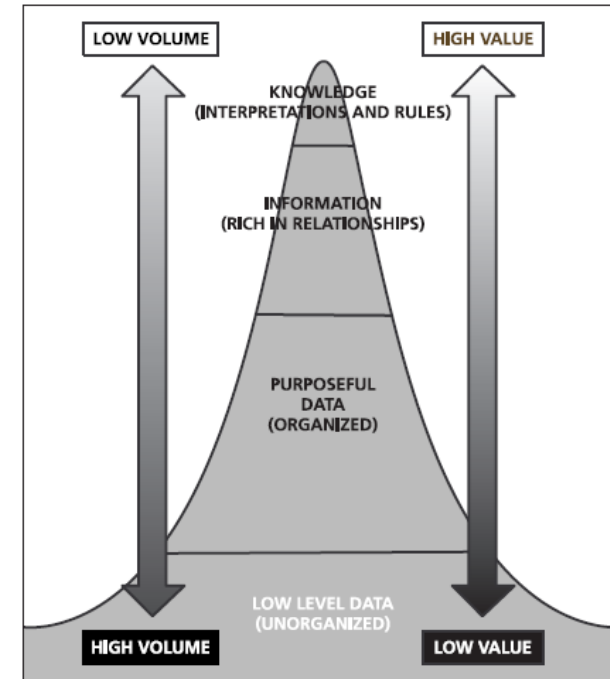 LOW VOLUME
HIGH VALUE
KNOWLEDGE
(INTERPRETATIONS AND RULES)
INFORMATION
(RICH IN RELATIONSHIPS)
PURPOSEFUL
DATA
(ORGANIZED)
LOW LEVEL DATA
(UNORGANIZED)
HIGH VOLUME
LOW VALUE